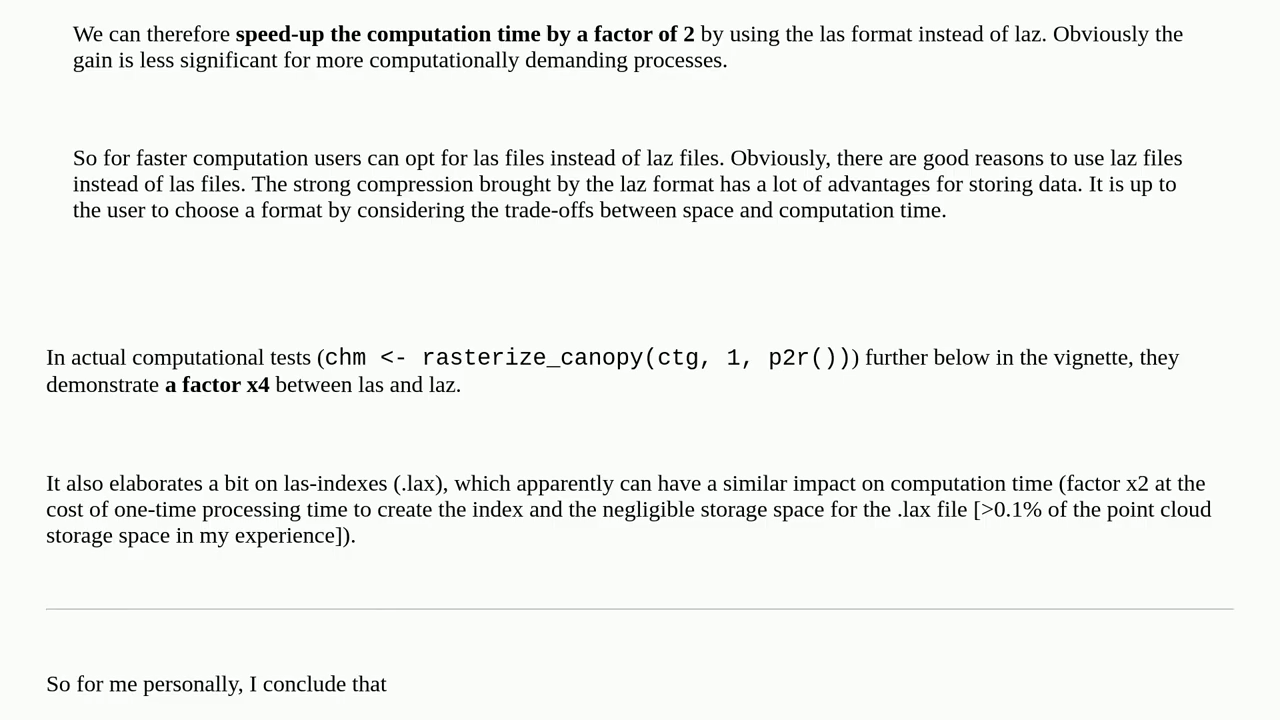 We can therefore speed-up the computation time by a factor of 2 by using the las format instead of laz. Obviously the
gain is less significant for more computationally demanding processes.
So for faster computation users can opt for las files instead of laz files. Obviously, there are good reasons to use laz files
instead of las files. The strong compression brought by the laz format has a lot of advantages for storing data. It is up to
the user to choose a format by considering the trade-offs between space and computation time.
In actual computational tests (chm <- rasterize_canopy(ctg, 1, p2r())) further below in the vignette, they
demonstrate a factor x4 between las and laz.
It also elaborates a bit on las-indexes (.lax), which apparently can have a similar impact on computation time (factor x2 at the
cost of one-time processing time to create the index and the negligible storage space for the .lax file [>0.1% of the point cloud
storage space in my experience]).
So for me personally, I conclude that